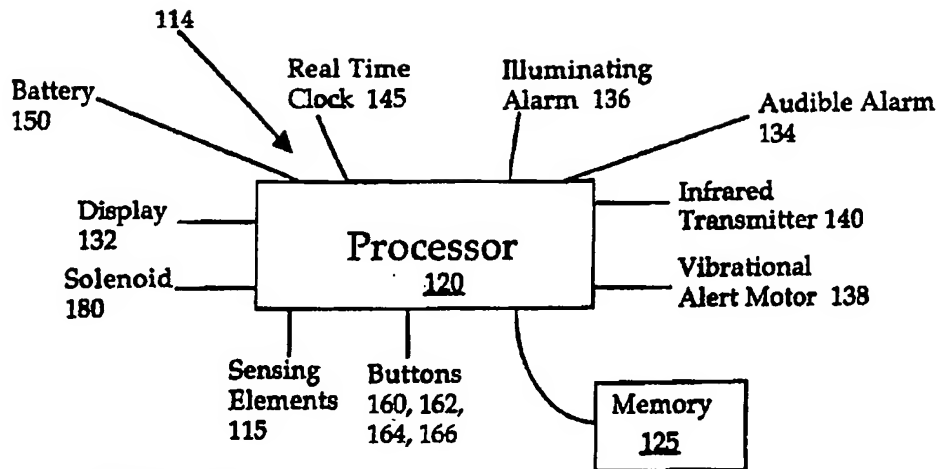 114
Battery
150
Real Time
Clock 145
Illuminating
Alarm 136
Audible Alarm
134
Display
132
Solenoid
180
Processor
120
Infrared
Transmitter 140
Vibrational
Alert Motor 138
Sensing
Elements
115
Buttons
160, 162,
164, 166
Memory
125